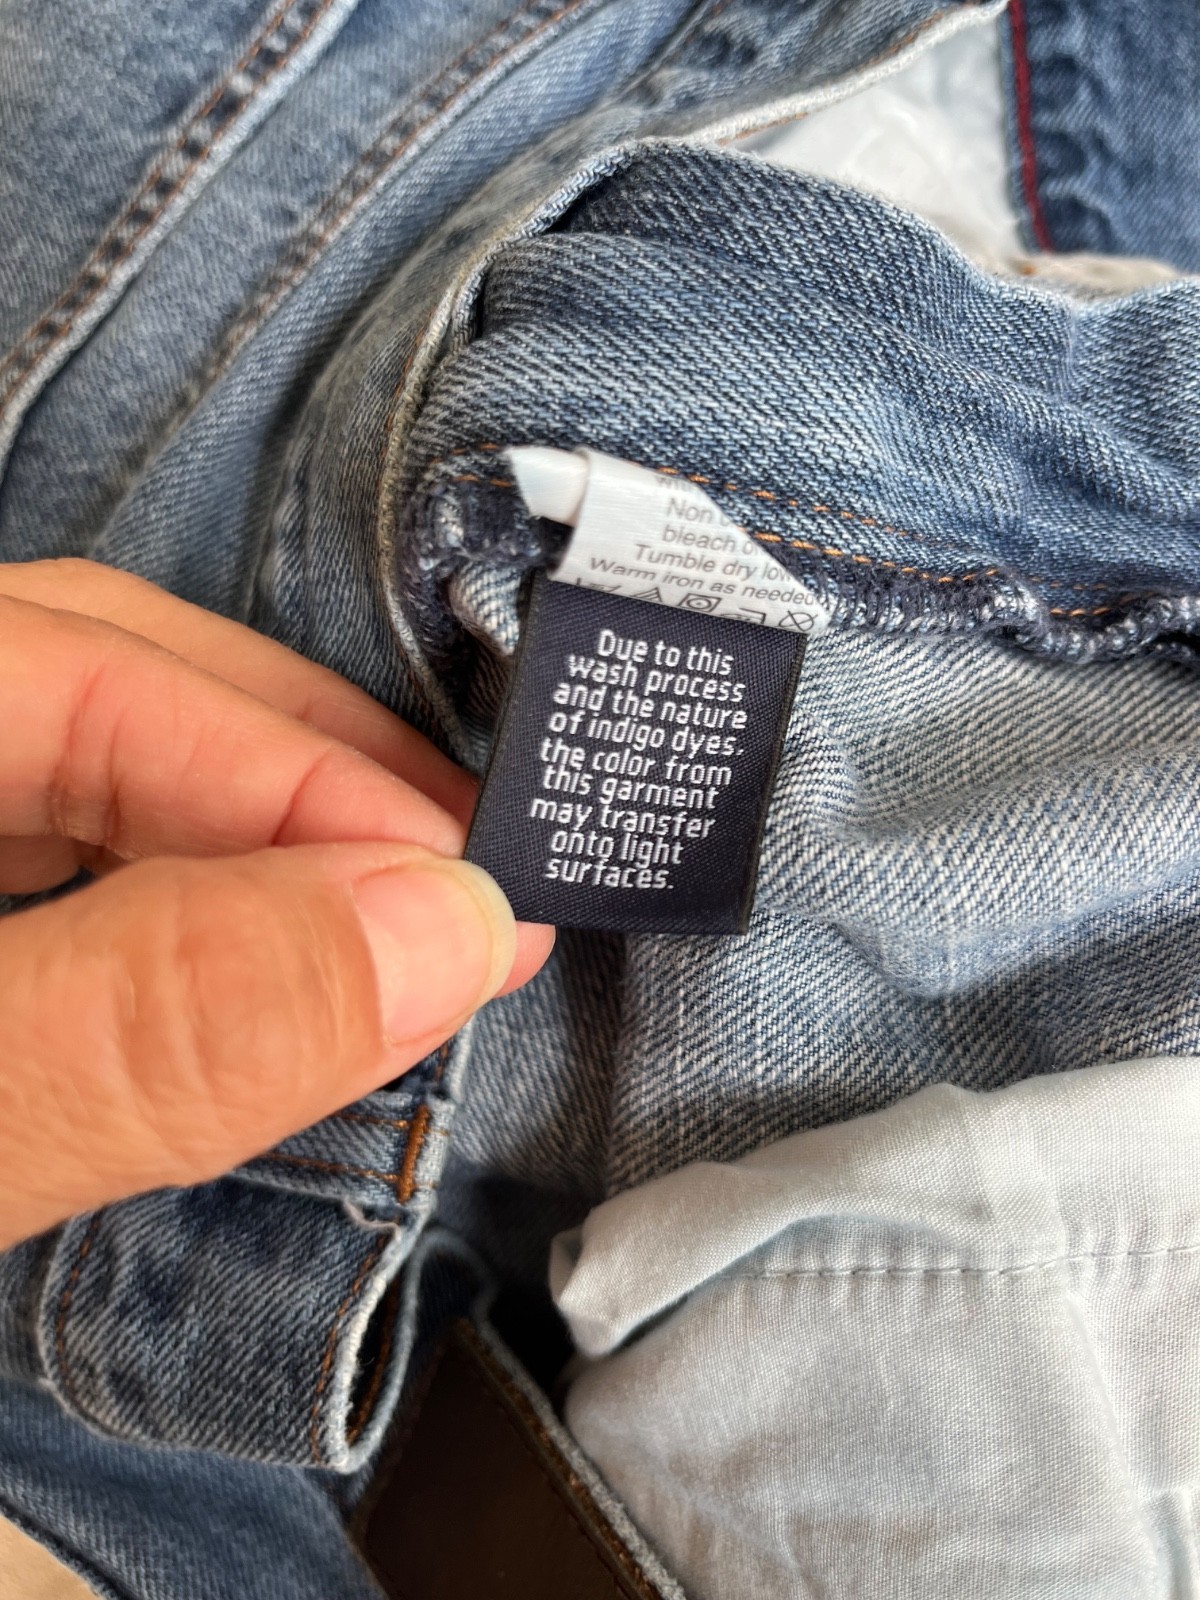 Non
bleach
Tumble dry low
Warm iron as needed
Due to this
wash process
and the nature
of indigo dyes.
the color from
this garment
may transfer
onto light
surfaces.